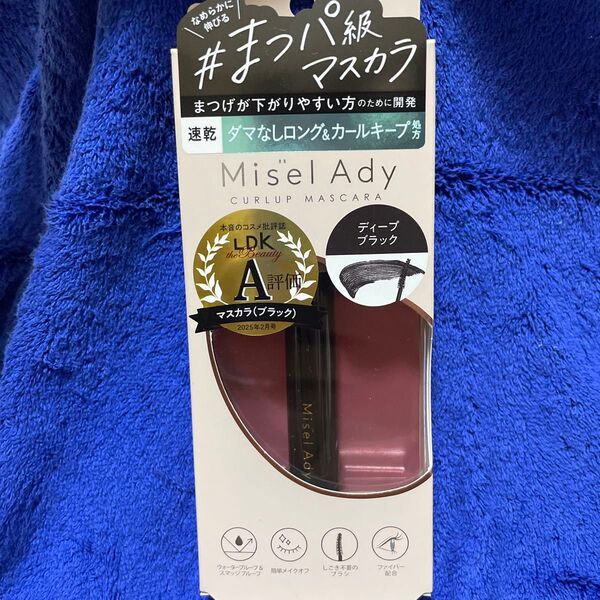 なめらかに
伸びる
#まつパ級
マスカラ
まつげが下がりやすい方のために開発
速乾 ダマなしロング&カールキープ処方
Misël Ady
CURLUP MASCARA
本音のコスメ批評誌
LDK
the Beauty
A評価
マスカラ(ブラック)
2025年2月号
ディープ
ブラック
Misel Ady
ウォータープルーフ&
スマッジプルーフ
簡単メイクオフ
しごき不要の
ブラシ
ファイバー
配合